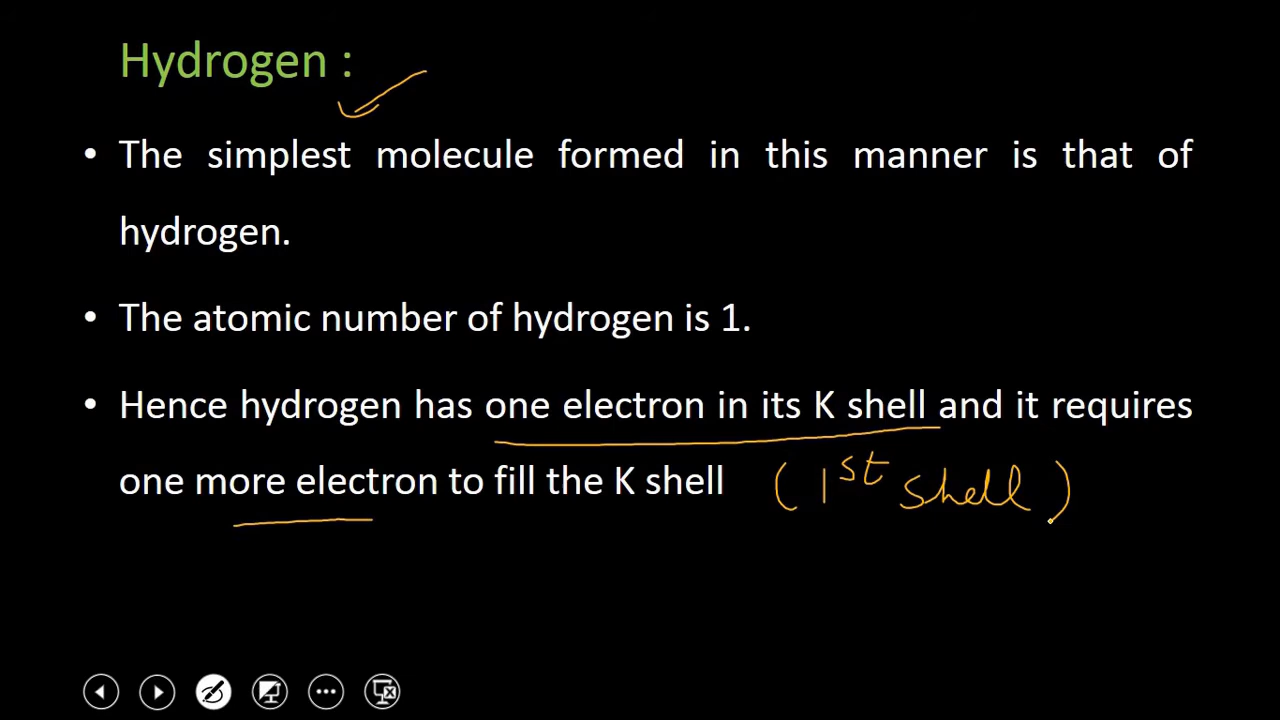 Hydrogen :
• The simplest molecule formed in this manner is that of
hydrogen.
• The atomic number of hydrogen is 1.
• Hence hydrogen has one electron in its K shell and it requires
one more electron to fill the K shell (1st shell)